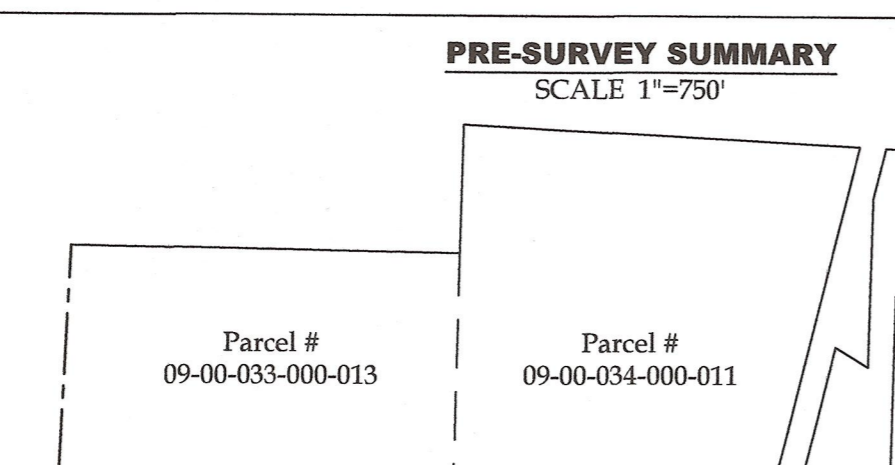 PRE-SURVEY SUMMARY
SCALE 1"=750'
Parcel #
09-00-033-000-013
Parcel #
09-00-034-000-011